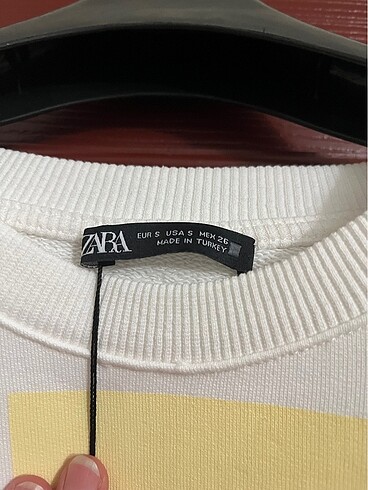 ZARA
EUR S USA S MEX 26
MADE IN TURKEY